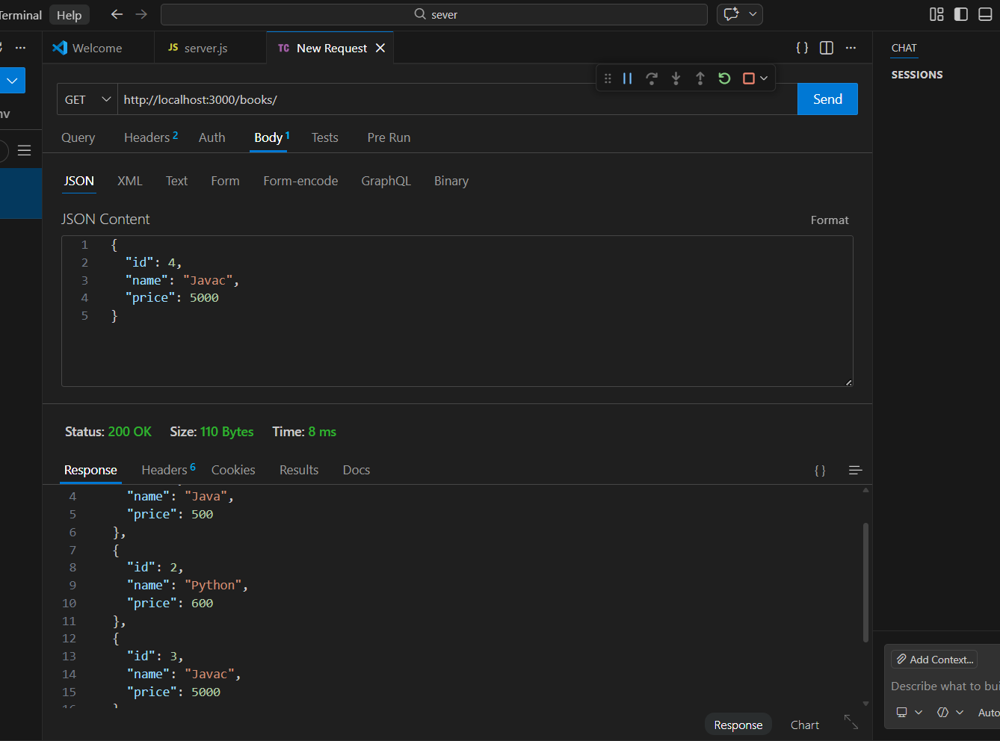 Terminal Help sever
Welcome JS server.js TC New Request { }
CHAT
SESSIONS
GET http://localhost:3000/books/ Send
Query Headers 2 Auth Body 1 Tests Pre Run
JSON XML Text Form Form-encode GraphQL Binary
JSON Content Format
1 {
2 "id": 4,
3 "name": "Javac",
4 "price": 5000
5 }
Status: 200 OK Size: 110 Bytes Time: 8 ms
Response Headers 6 Cookies Results Docs { }
4 "name": "Java",
5 "price": 500
6 },
7 {
8 "id": 2,
9 "name": "Python",
10 "price": 600
11 },
12 {
13 "id": 3,
14 "name": "Javac",
15 "price": 5000
16 }
Response Chart
Add Context...
Describe what to bui
Auto